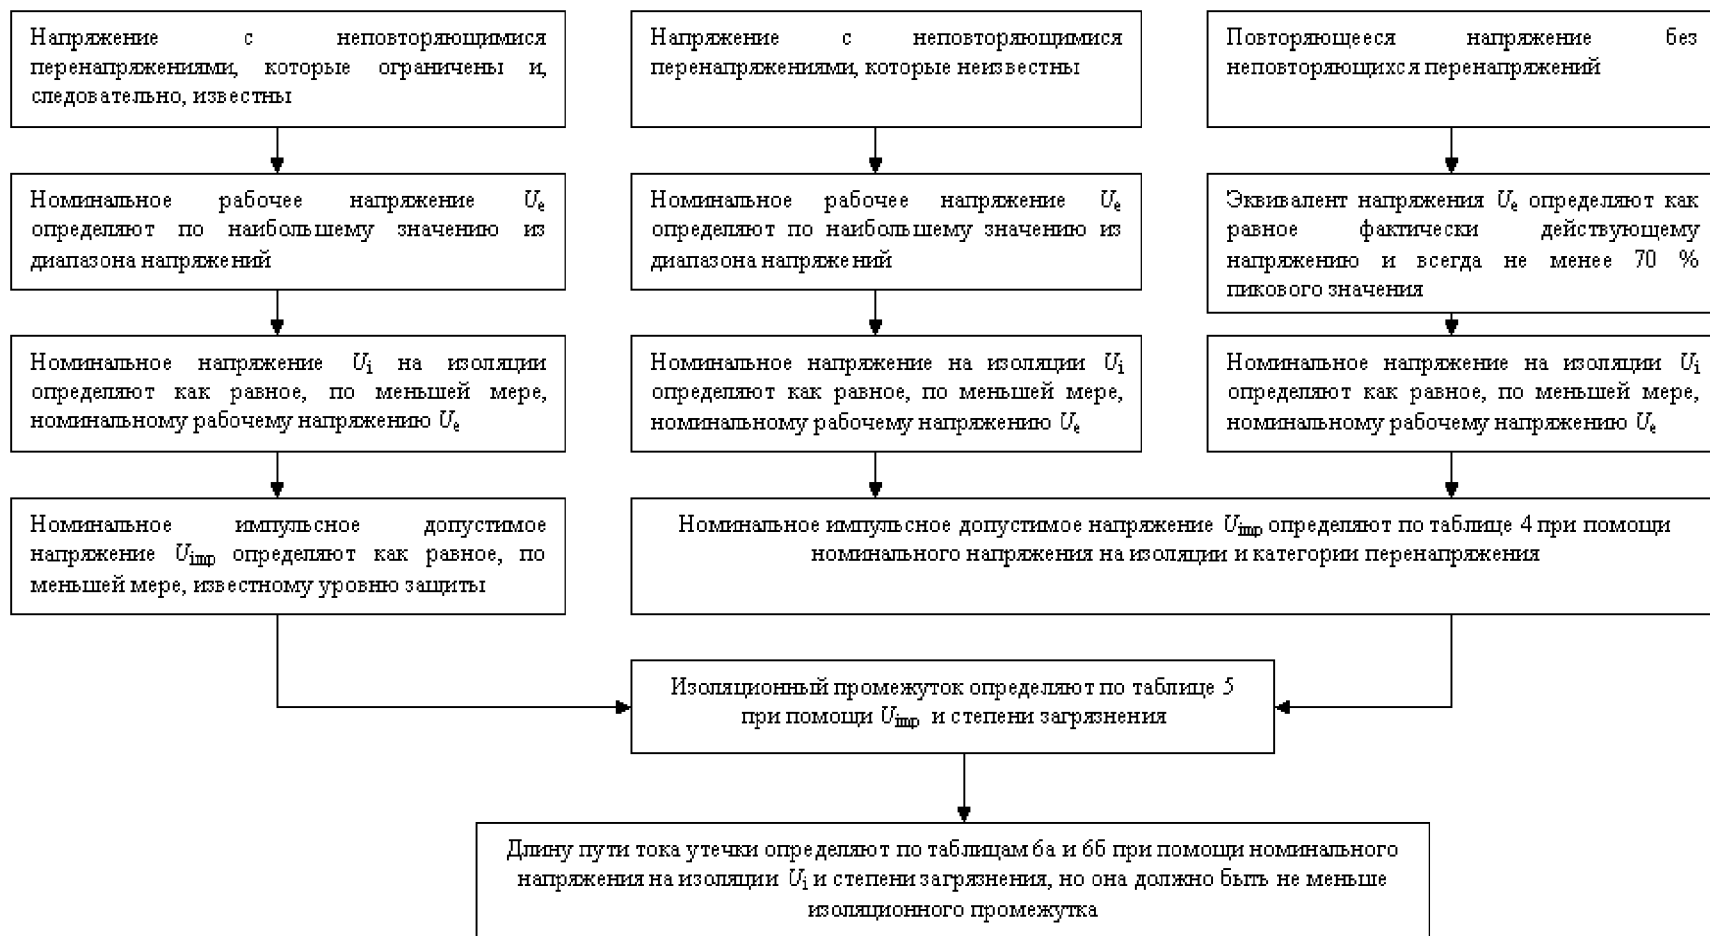 Напряжение с неповторяющимися
перенапряжениями, которые ограничены и,
следовательно, известны
Напряжение с неповторяющимися
перенапряжениями, которые неизвестны
Повторяющееся напряжение без
неповторяющихся перенапряжений
Номинальное рабочее напряжение Ue
определяют по наибольшему значению из
диапазона напряжений
Номинальное рабочее напряжение Ue
определяют по наибольшему значению из
диапазона напряжений
Эквивалент напряжения Ue определяют как
равное фактически действующему
напряжению и всегда не менее 70 %
пикового значения
Номинальное напряжение Ui на изоляции
определяют как равное, по меньшей мере,
номинальному рабочему напряжению Ue
Номинальное напряжение на изоляции Ui
определяют как равное, по меньшей мере,
номинальному рабочему напряжению Ue
Номинальное напряжение на изоляции Ui
определяют как равное, по меньшей мере,
номинальному рабочему напряжению Ue
Номинальное импульсное допустимое
напряжение Uimp определяют как равное, по
меньшей мере, известному уровню защиты
Номинальное импульсное допустимое напряжение Uimp определяют по таблице 4 при помощи
номинального напряжения на изоляции и категории перенапряжения
Изоляционный промежуток определяют по таблице 5
при помощи Uimp и степени загрязнения
Длину пути тока утечки определяют по таблицам 6а и 6б при помощи номинального
напряжения на изоляции Ui и степени загрязнения, но она должно быть не меньше
изоляционного промежутка